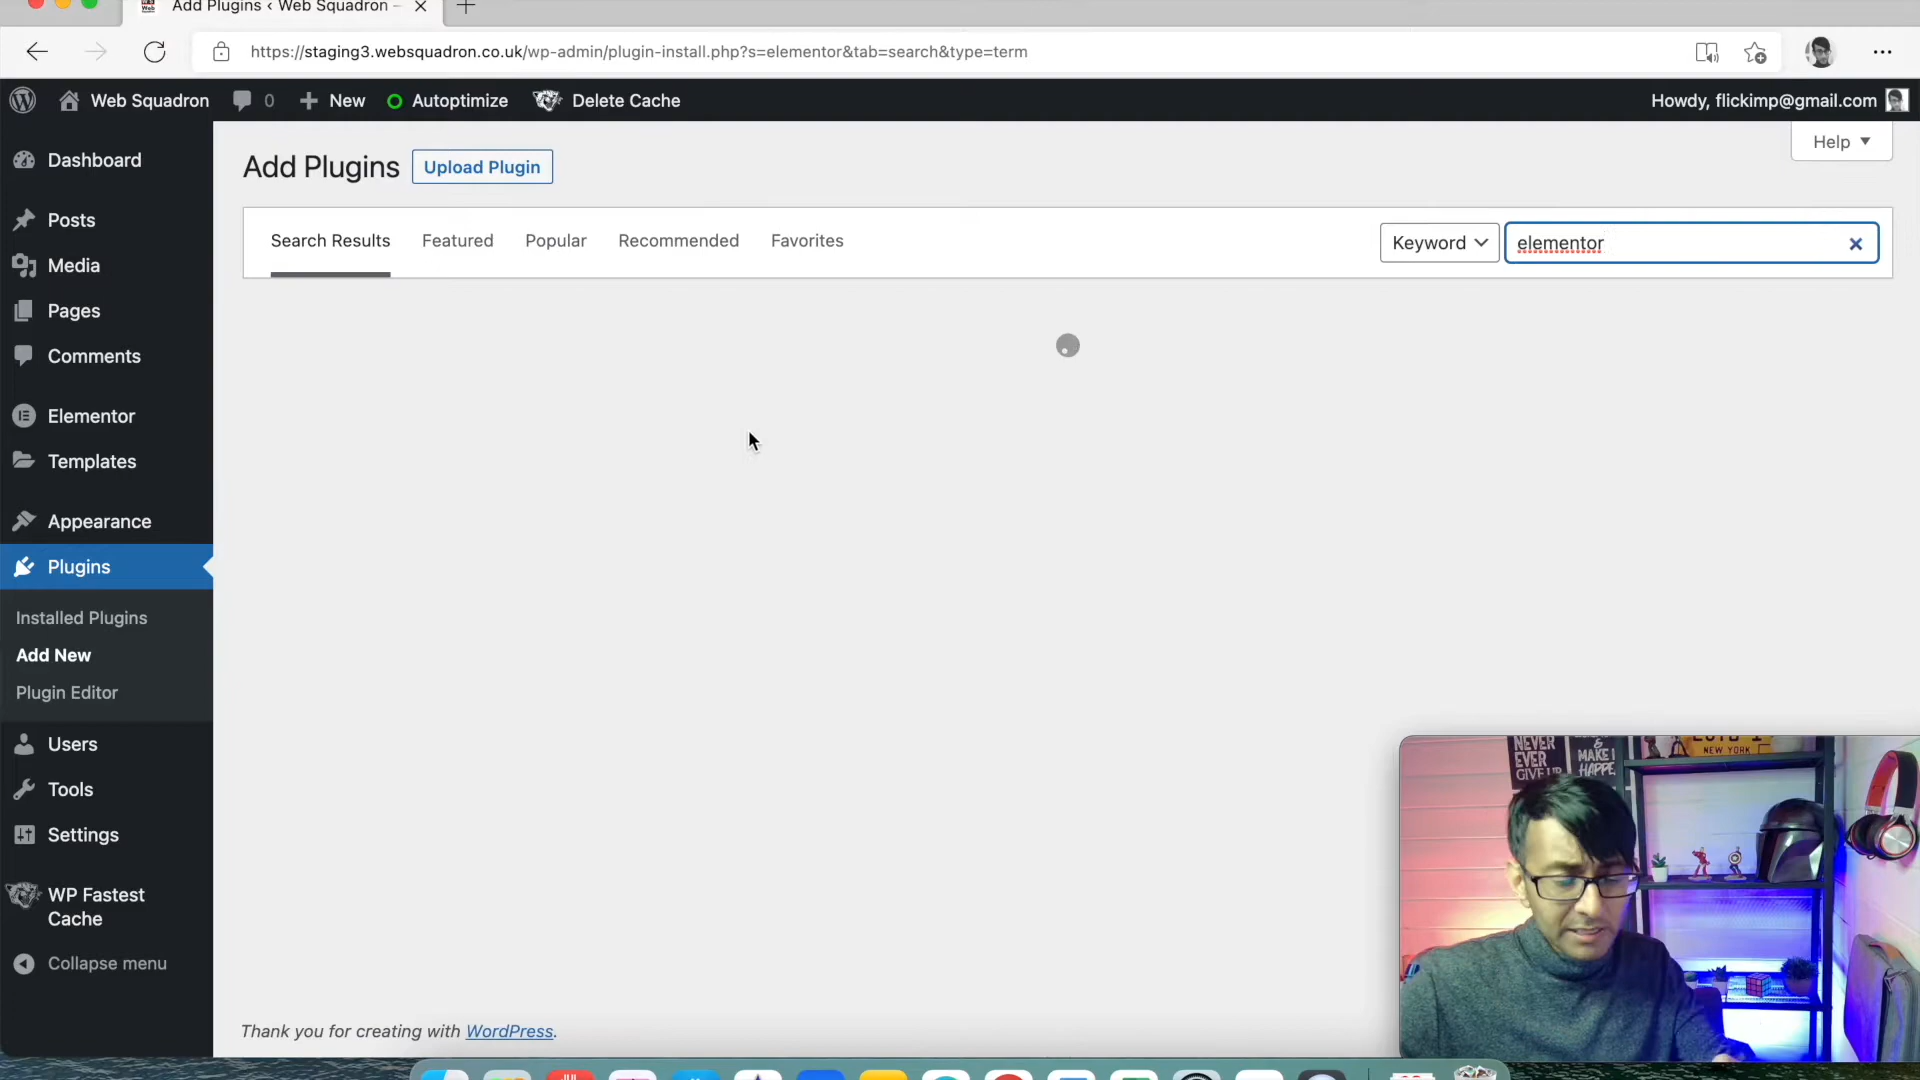 Add Plugins ‹ Web Squadron –
https://staging3.websquadron.co.uk/wp-admin/plugin-install.php?s=elementor&tab=search&type=term
Web Squadron 0 New Autoptimize Delete Cache Howdy, flickimp@gmail.com
Help
Dashboard
Posts
Media
Pages
Comments
Elementor
Templates
Appearance
Plugins
Installed Plugins
Add New
Plugin Editor
Users
Tools
Settings
WP Fastest
Cache
Collapse menu
Add Plugins Upload Plugin
Search Results Featured Popular Recommended Favorites Keyword elementor
Thank you for creating with WordPress.
NEVER
EVER
GIVE UP
&
MAKE I
HAPPE
NEW YORK